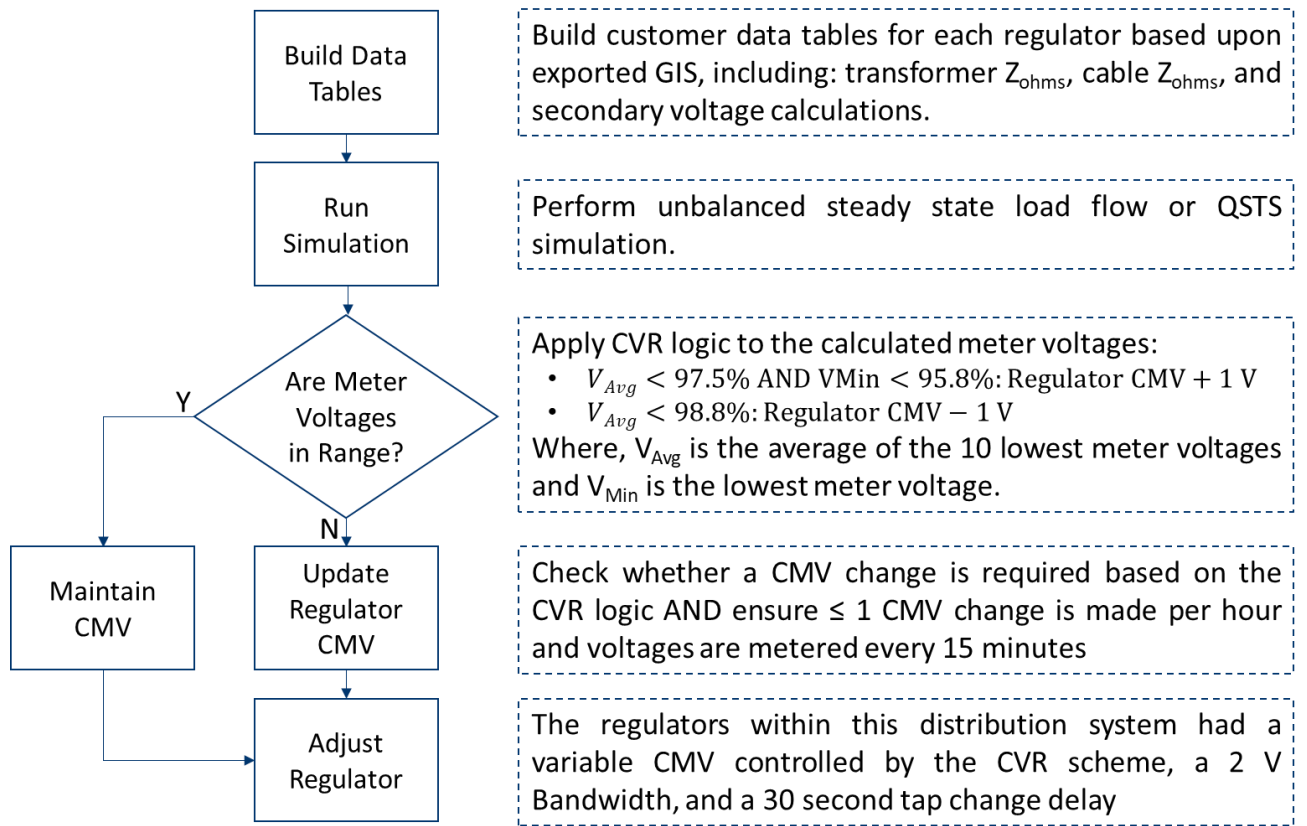 Build Data
Tables
Build customer data tables for each regulator based upon
exported GIS, including: transformer Zohms, cable Zohms, and
secondary voltage calculations.
Run
Simulation
Perform unbalanced steady state load flow or QSTS
simulation.
Are Meter
Voltages
in Range?
Y
N
Apply CVR logic to the calculated meter voltages:
• VAvg < 97.5% AND VMin < 95.8%: Regulator CMV + 1 V
• VAvg < 98.8%: Regulator CMV − 1 V
Where, VAvg is the average of the 10 lowest meter voltages
and VMin is the lowest meter voltage.
Maintain
CMV
Update
Regulator
CMV
Check whether a CMV change is required based on the
CVR logic AND ensure ≤ 1 CMV change is made per hour
and voltages are metered every 15 minutes
Adjust
Regulator
The regulators within this distribution system had a
variable CMV controlled by the CVR scheme, a 2 V
Bandwidth, and a 30 second tap change delay